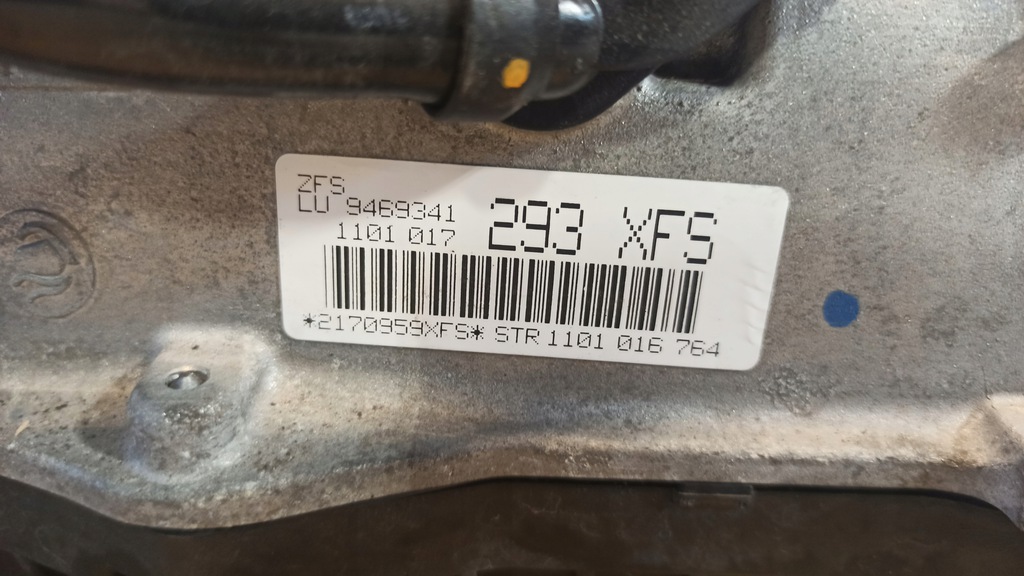 ZFS
LU 9469341
1101 017
293 XFS
*2170959XFS* STR 1101 016 764